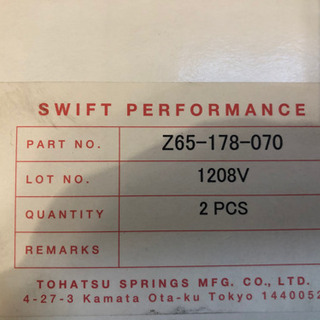 SWIFT PERFORMANCE
PART NO. Z65-178-070
LOT NO. 1208V
QUANTITY 2 PCS
REMARKS
TOHATSU SPRINGS MFG. CO., LTD.
4-27-3 Kamata Ota-ku Tokyo 1440052